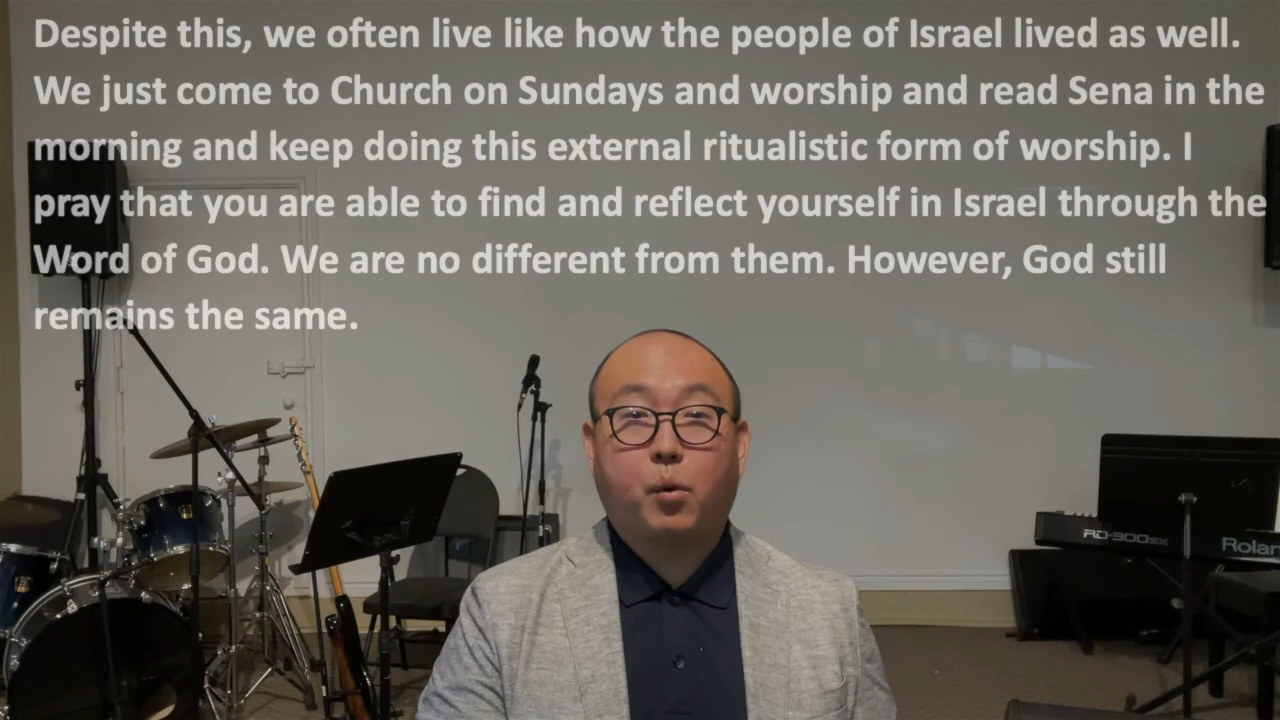 Despite this, we often live like how the people of Israel lived as well.
We just come to Church on Sundays and worship and read Sena in the
morning and keep doing this external ritualistic form of worship. I
pray that you are able to find and reflect yourself in Israel through the
Word of God. We are no different from them. However, God still
remains the same.
RD-300SX
Rolan